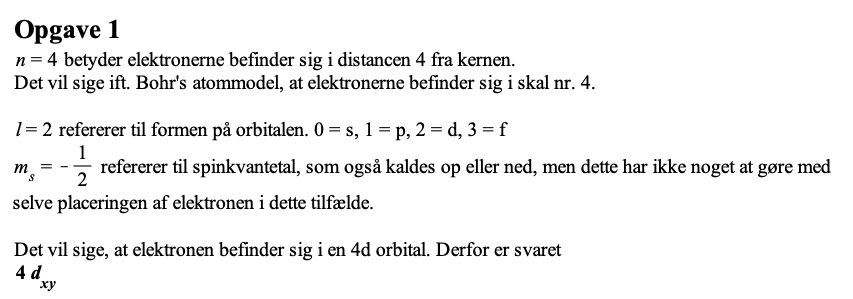 Opgave 1
n = 4 betyder elektronerne befinder sig i distancen 4 fra kernen.
Det vil sige ift. Bohr's atommodel, at elektronerne befinder sig i skal nr. 4.
l = 2 refererer til formen på orbitalen. 0 = s, 1 = p, 2 = d, 3 = f
m_s = - 1/2 refererer til spinkvantetal, som også kaldes op eller ned, men dette har ikke noget at gøre med
selve placeringen af elektronen i dette tilfælde.
Det vil sige, at elektronen befinder sig i en 4d orbital. Derfor er svaret
4 d_xy